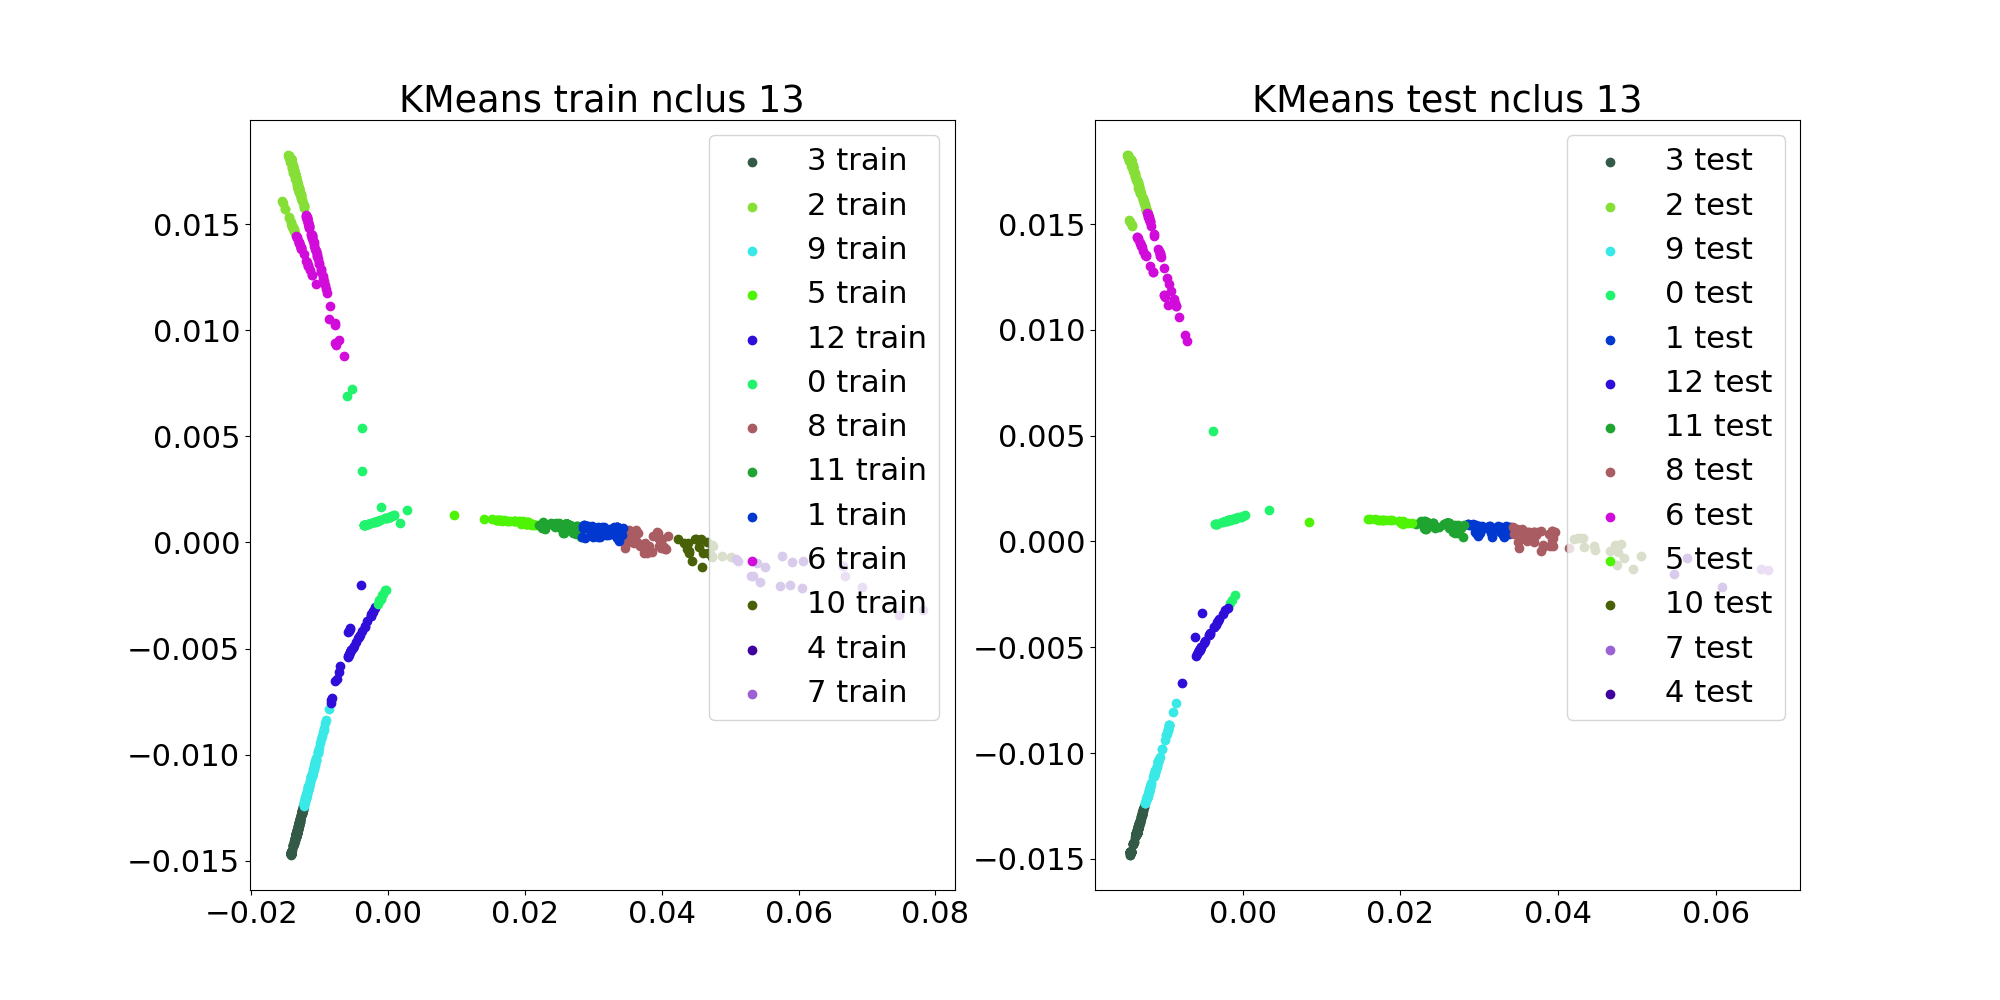 KMeans train nclus 13
0.015
0.010
0.005
0.000
−0.005
−0.010
−0.015
−0.02 0.00 0.02 0.04 0.06 0.08
3 train
2 train
9 train
5 train
12 train
0 train
8 train
11 train
1 train
6 train
10 train
4 train
7 train
KMeans test nclus 13
0.015
0.010
0.005
0.000
−0.005
−0.010
−0.015
0.00 0.02 0.04 0.06
3 test
2 test
9 test
0 test
1 test
12 test
11 test
8 test
6 test
5 test
10 test
7 test
4 test